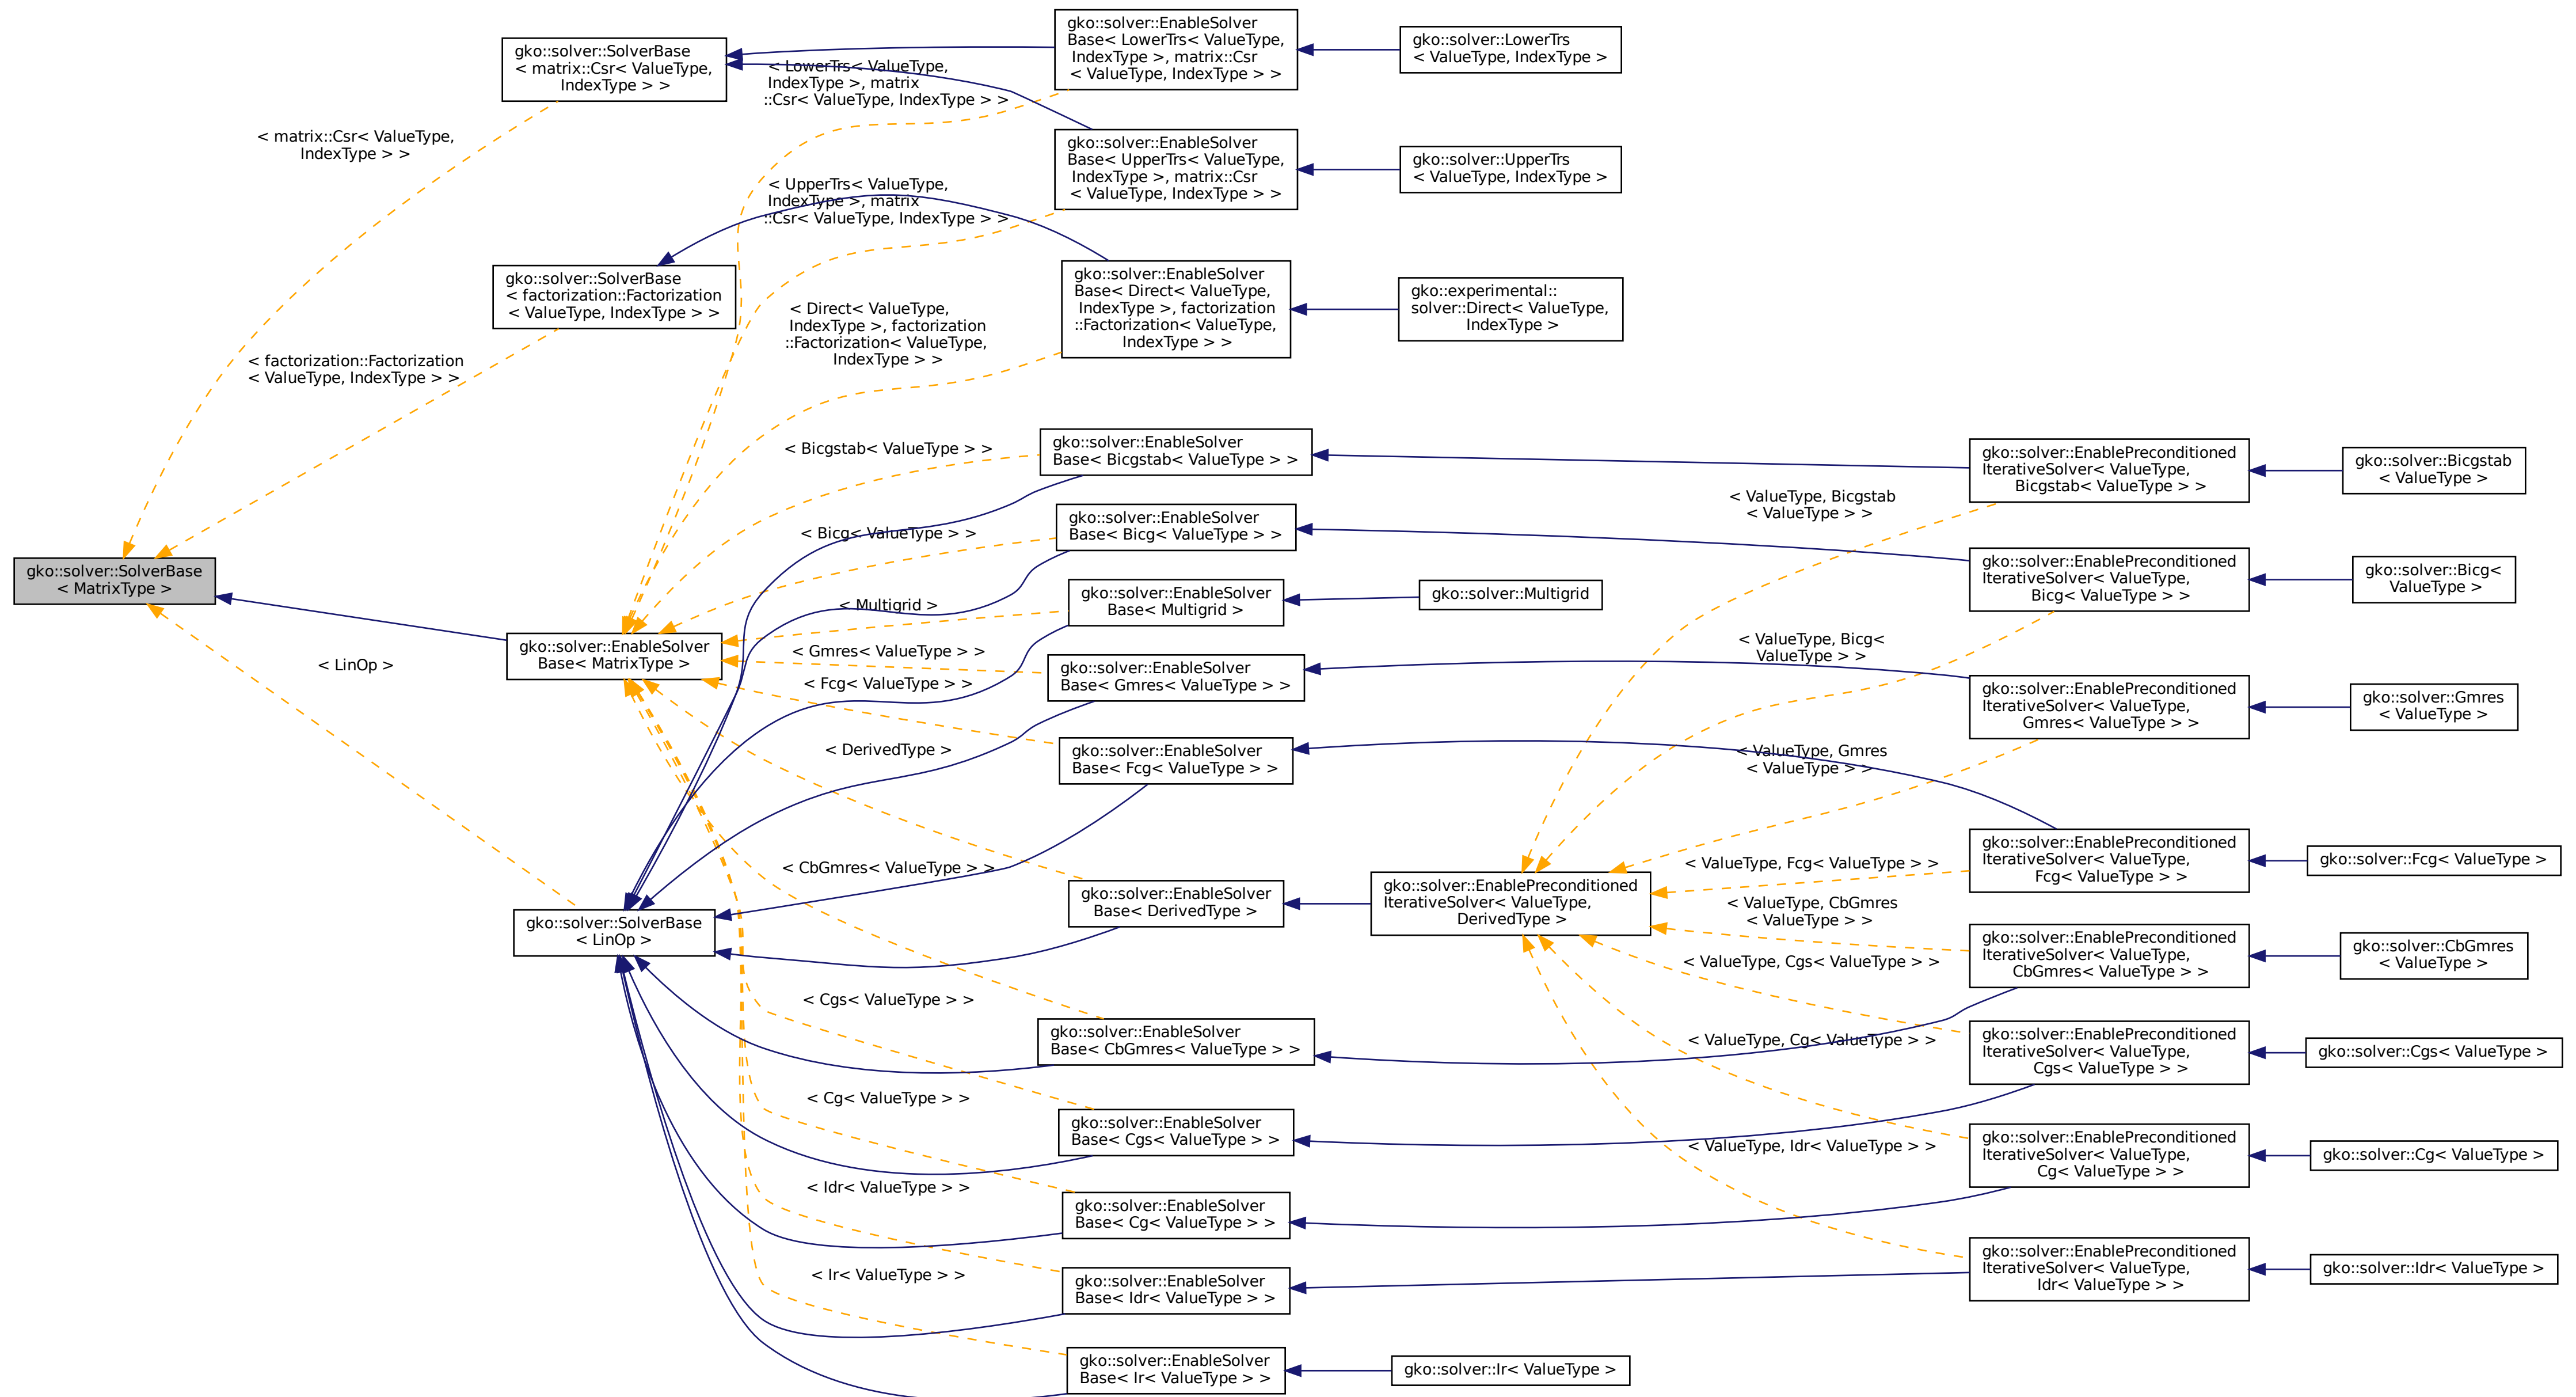 gko::solver::SolverBase
< MatrixType >
< matrix::Csr< ValueType,
IndexType > >
< factorization::Factorization
< ValueType, IndexType > >
< LinOp >
gko::solver::SolverBase
< matrix::Csr< ValueType,
IndexType > >
gko::solver::SolverBase
< factorization::Factorization
< ValueType, IndexType > >
gko::solver::EnableSolver
Base< MatrixType >
gko::solver::SolverBase
< LinOp >
< LowerTrs< ValueType,
IndexType >, matrix
::Csr< ValueType, IndexType > >
< UpperTrs< ValueType,
IndexType >, matrix
::Csr< ValueType, IndexType > >
< Direct< ValueType,
IndexType >, factorization
::Factorization< ValueType,
IndexType > >
< Bicgstab< ValueType > >
< Bicg< ValueType > >
< Multigrid >
< Gmres< ValueType > >
< Fcg< ValueType > >
< DerivedType >
< CbGmres< ValueType > >
< Cgs< ValueType > >
< Cg< ValueType > >
< Idr< ValueType > >
< Ir< ValueType > >
gko::solver::EnableSolver
Base< LowerTrs< ValueType,
IndexType >, matrix::Csr
< ValueType, IndexType > >
gko::solver::EnableSolver
Base< UpperTrs< ValueType,
IndexType >, matrix::Csr
< ValueType, IndexType > >
gko::solver::EnableSolver
Base< Direct< ValueType,
IndexType >, factorization
::Factorization< ValueType,
IndexType > >
gko::solver::EnableSolver
Base< Bicgstab< ValueType > >
gko::solver::EnableSolver
Base< Bicg< ValueType > >
gko::solver::EnableSolver
Base< Multigrid >
gko::solver::EnableSolver
Base< Gmres< ValueType > >
gko::solver::EnableSolver
Base< Fcg< ValueType > >
gko::solver::EnableSolver
Base< DerivedType >
gko::solver::EnableSolver
Base< CbGmres< ValueType > >
gko::solver::EnableSolver
Base< Cgs< ValueType > >
gko::solver::EnableSolver
Base< Cg< ValueType > >
gko::solver::EnableSolver
Base< Idr< ValueType > >
gko::solver::EnableSolver
Base< Ir< ValueType > >
gko::solver::LowerTrs
< ValueType, IndexType >
gko::solver::UpperTrs
< ValueType, IndexType >
gko::experimental::
solver::Direct< ValueType,
IndexType >
gko::solver::Multigrid
gko::solver::EnablePreconditioned
IterativeSolver< ValueType,
DerivedType >
gko::solver::Ir< ValueType >
< ValueType, Bicgstab
< ValueType > >
< ValueType, Bicg<
ValueType > >
< ValueType, Gmres
< ValueType > >
< ValueType, Fcg< ValueType > >
< ValueType, CbGmres
< ValueType > >
< ValueType, Cgs< ValueType > >
< ValueType, Cg< ValueType > >
< ValueType, Idr< ValueType > >
gko::solver::EnablePreconditioned
IterativeSolver< ValueType,
Bicgstab< ValueType > >
gko::solver::EnablePreconditioned
IterativeSolver< ValueType,
Bicg< ValueType > >
gko::solver::EnablePreconditioned
IterativeSolver< ValueType,
Gmres< ValueType > >
gko::solver::EnablePreconditioned
IterativeSolver< ValueType,
Fcg< ValueType > >
gko::solver::EnablePreconditioned
IterativeSolver< ValueType,
CbGmres< ValueType > >
gko::solver::EnablePreconditioned
IterativeSolver< ValueType,
Cgs< ValueType > >
gko::solver::EnablePreconditioned
IterativeSolver< ValueType,
Cg< ValueType > >
gko::solver::EnablePreconditioned
IterativeSolver< ValueType,
Idr< ValueType > >
gko::solver::Bicgstab
< ValueType >
gko::solver::Bicg<
ValueType >
gko::solver::Gmres
< ValueType >
gko::solver::Fcg< ValueType >
gko::solver::CbGmres
< ValueType >
gko::solver::Cgs< ValueType >
gko::solver::Cg< ValueType >
gko::solver::Idr< ValueType >